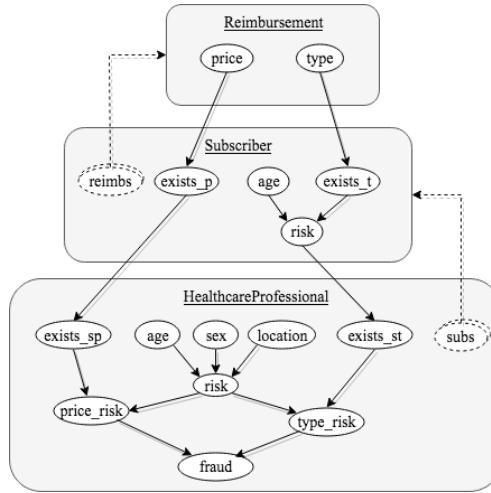 Reimbursement
price type
Subscriber
reimbs exists_p age exists_t
risk
HealthcareProfessional
exists_sp age sex location exists_st subs
risk
price_risk type_risk
fraud